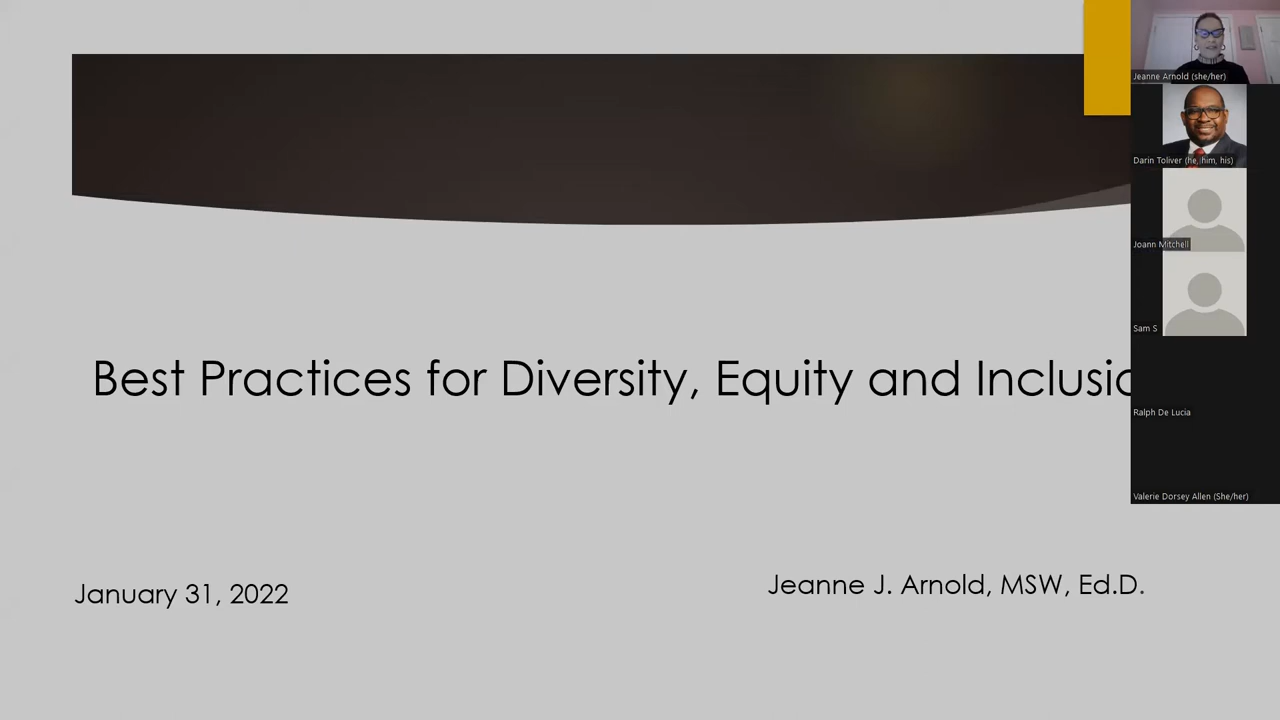 Jeanne Arnold (she/her)
Darin Toliver (he, him, his)
Joann Mitchell
Sam S
Best Practices for Diversity, Equity and Inclusio
Ralph De Lucia
Valerie Dorsey Allen (She/her)
January 31, 2022
Jeanne J. Arnold, MSW, Ed.D.